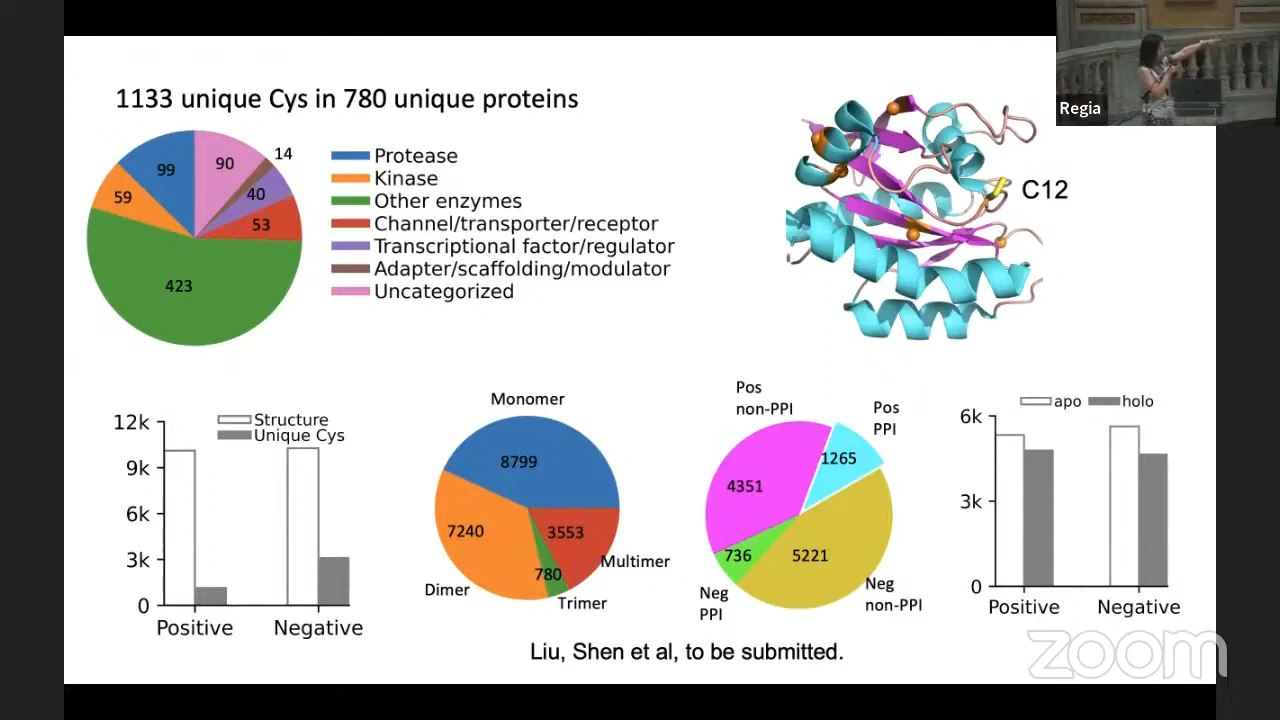 Regia
1133 unique Cys in 780 unique proteins
99
90
14
59
40
53
423
Protease
Kinase
Other enzymes
Channel/transporter/receptor
Transcriptional factor/regulator
Adapter/scaffolding/modulator
Uncategorized
C12
12k
9k
6k
3k
0
Structure
Unique Cys
Positive
Negative
Monomer
8799
7240
3553
780
Multimer
Dimer
Trimer
Pos
non-PPI
Pos
PPI
1265
4351
736
5221
Neg
PPI
Neg
non-PPI
apo
holo
6k
3k
0
Positive
Negative
Liu, Shen et al, to be submitted.
zoom